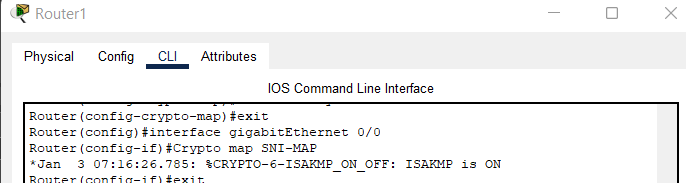 Router1
Physical Config CLI Attributes
IOS Command Line Interface
Router(config-crypto-map)#exit
Router(config)#interface gigabitEthernet 0/0
Router(config-if)#Crypto map SNI-MAP
*Jan 3 07:16:26.785: %CRYPTO-6-ISAKMP_ON_OFF: ISAKMP is ON
Router(config-if)#exit